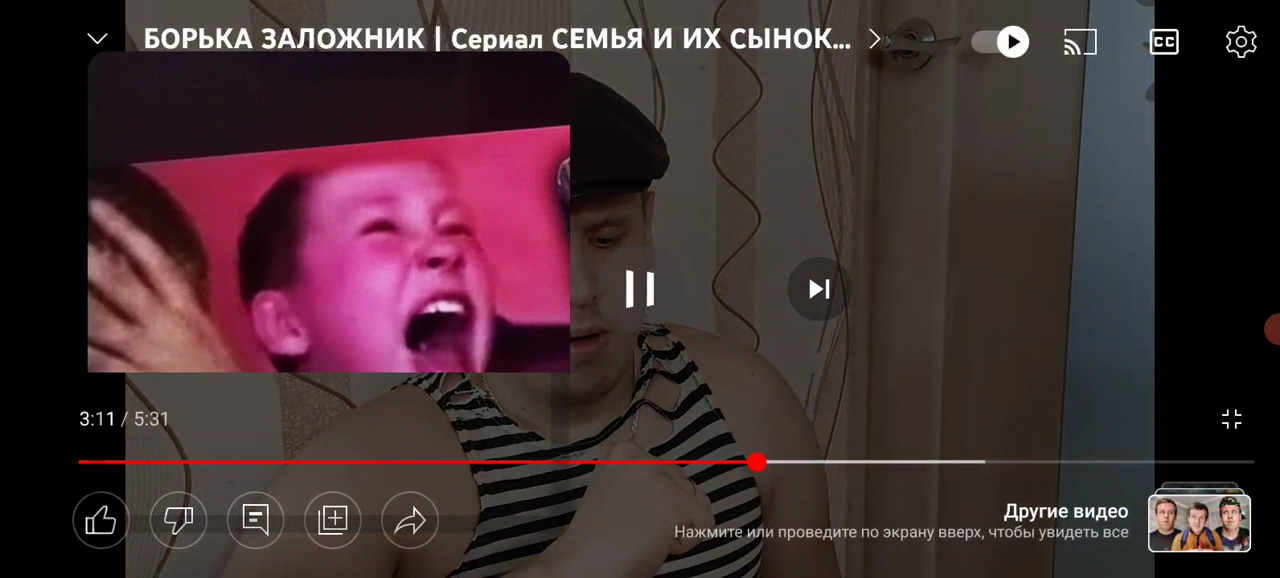 БОРЬКА ЗАЛОЖНИК | Сериал СЕМЬЯ И ИХ СЫНОК...
CC
3:11 / 5:31
Другие видео
Нажмите или проведите по экрану вверх, чтобы увидеть все